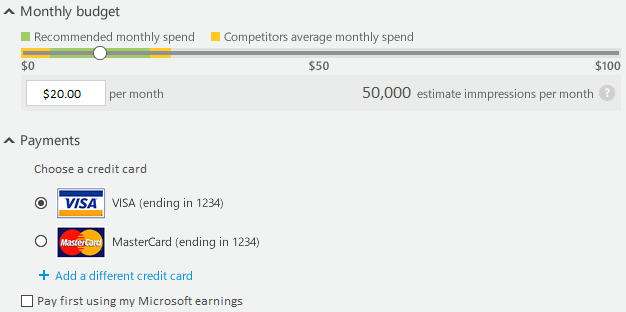 Monthly budget
Recommended monthly spend Competitors average monthly spend
$0 $50 $100
$20.00 per month 50,000 estimate immpressions per month ?
Payments
Choose a credit card
VISA VISA (ending in 1234)
MasterCard MasterCard (ending in 1234)
+ Add a different credit card
Pay first using my Microsoft earnings